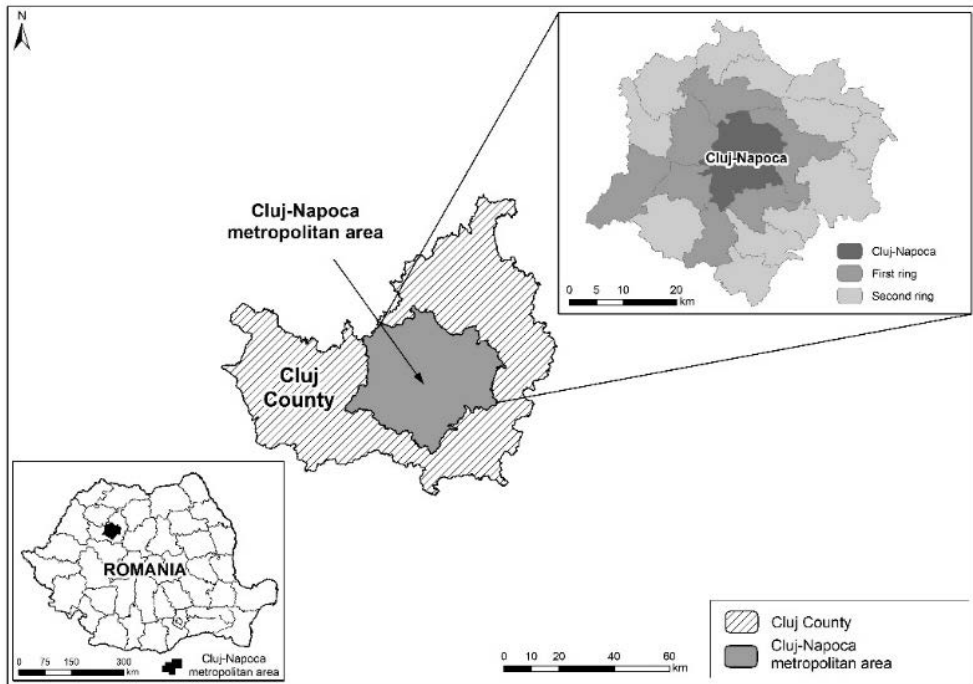 N
Cluj-Napoca
Cluj-Napoca
First ring
Second ring
0 5 10 20
km
Cluj-Napoca
metropolitan area
Cluj
County
ROMANIA
0 75 150 300
km
Cluj-Napoca
metropolitan area
0 10 20 40 60
km
Cluj County
Cluj-Napoca
metropolitan area